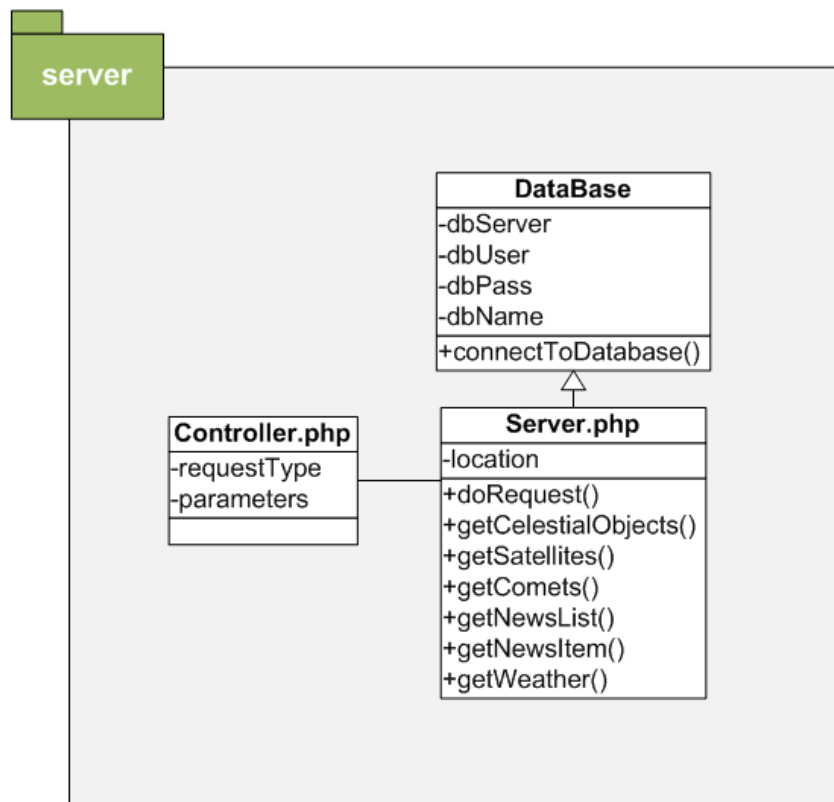 server
DataBase
-dbServer
-dbUser
-dbPass
-dbName
+connectToDatabase()
Controller.php
-requestType
-parameters
Server.php
-location
+doRequest()
+getCelestialObjects()
+getSatellites()
+getComets()
+getNewsList()
+getNewsItem()
+getWeather()